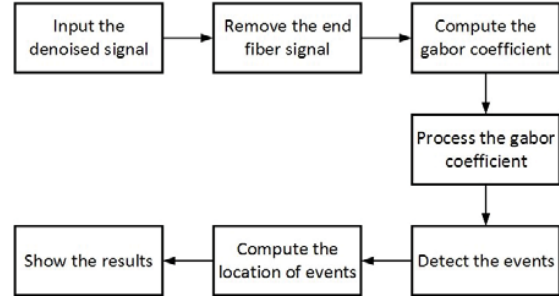 Input the
denoised signal
Remove the end
fiber signal
Compute the
gabor coefficient
Process the gabor
coefficient
Detect the events
Compute the
location of events
Show the results